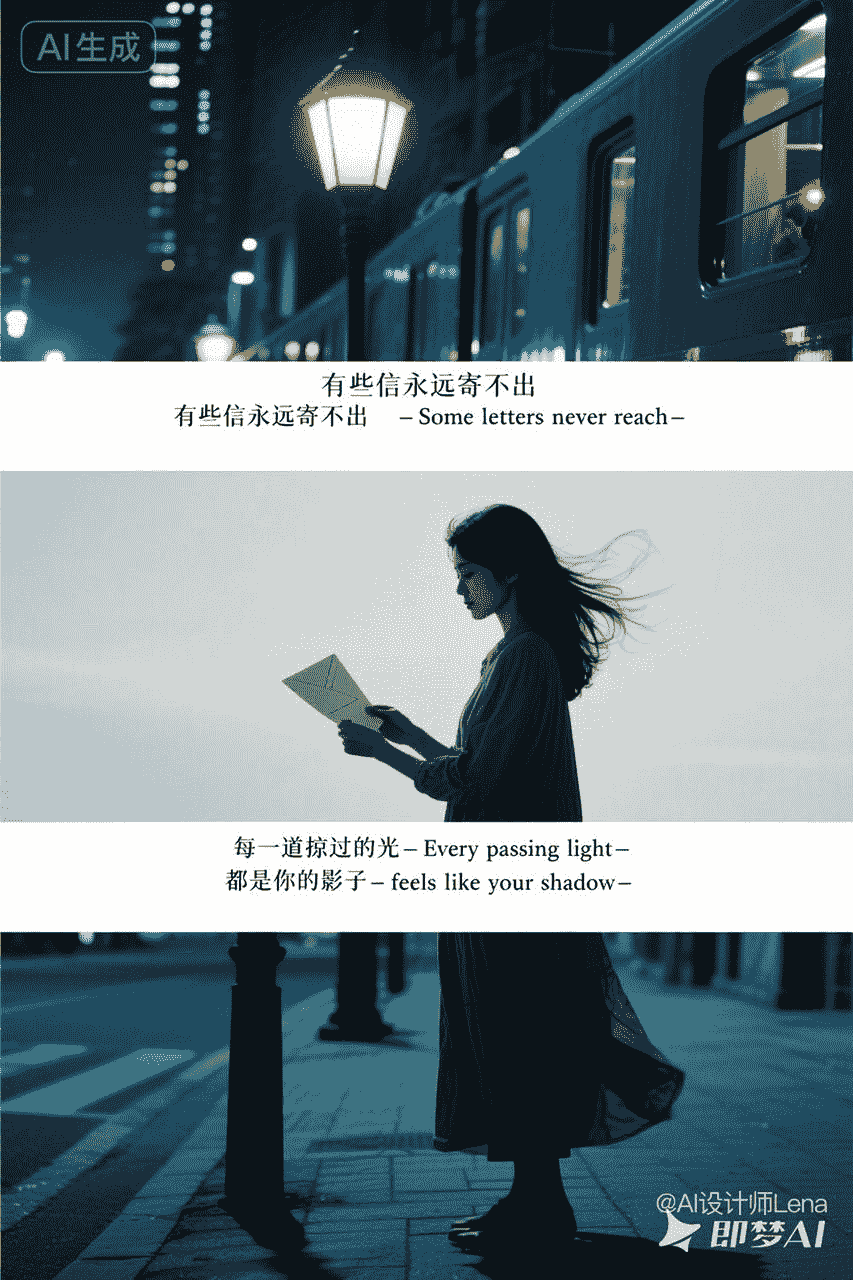 AI生成
有些信永远寄不出
有些信永远寄不出 – Some letters never reach –
每一道掠过的光 – Every passing light –
都是你的影子 – feels like your shadow –
@AI设计师Lena
即梦AI